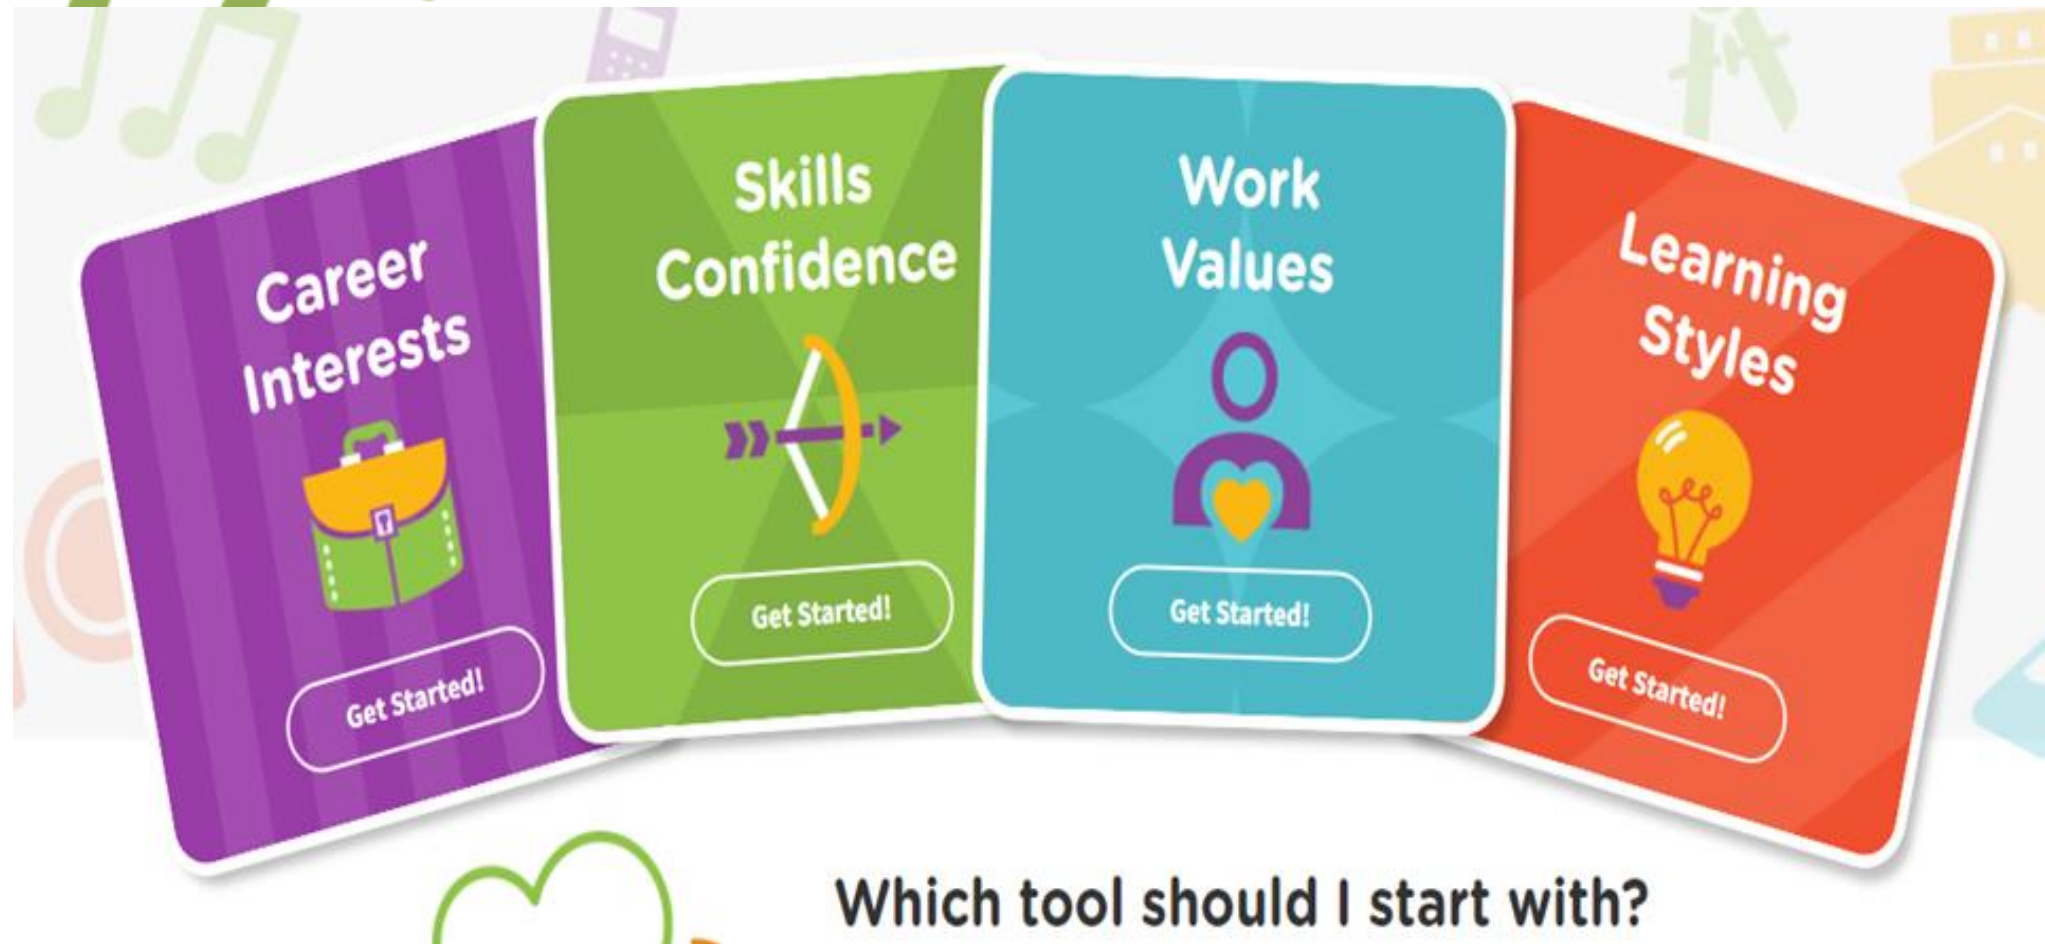 Career
Interests
Get Started!
Skills
Confidence
Get Started!
Work
Values
Get Started!
Learning
Styles
Get Started!
Which tool should I start with?